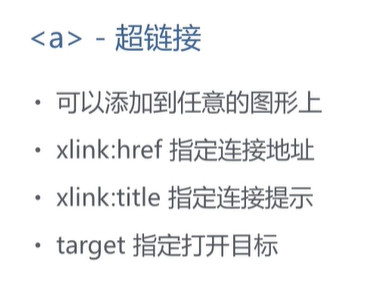 <a> - 超链接
• 可以添加到任意的图形上
• xlink:href 指定连接地址
• xlink:title 指定连接提示
• target 指定打开目标